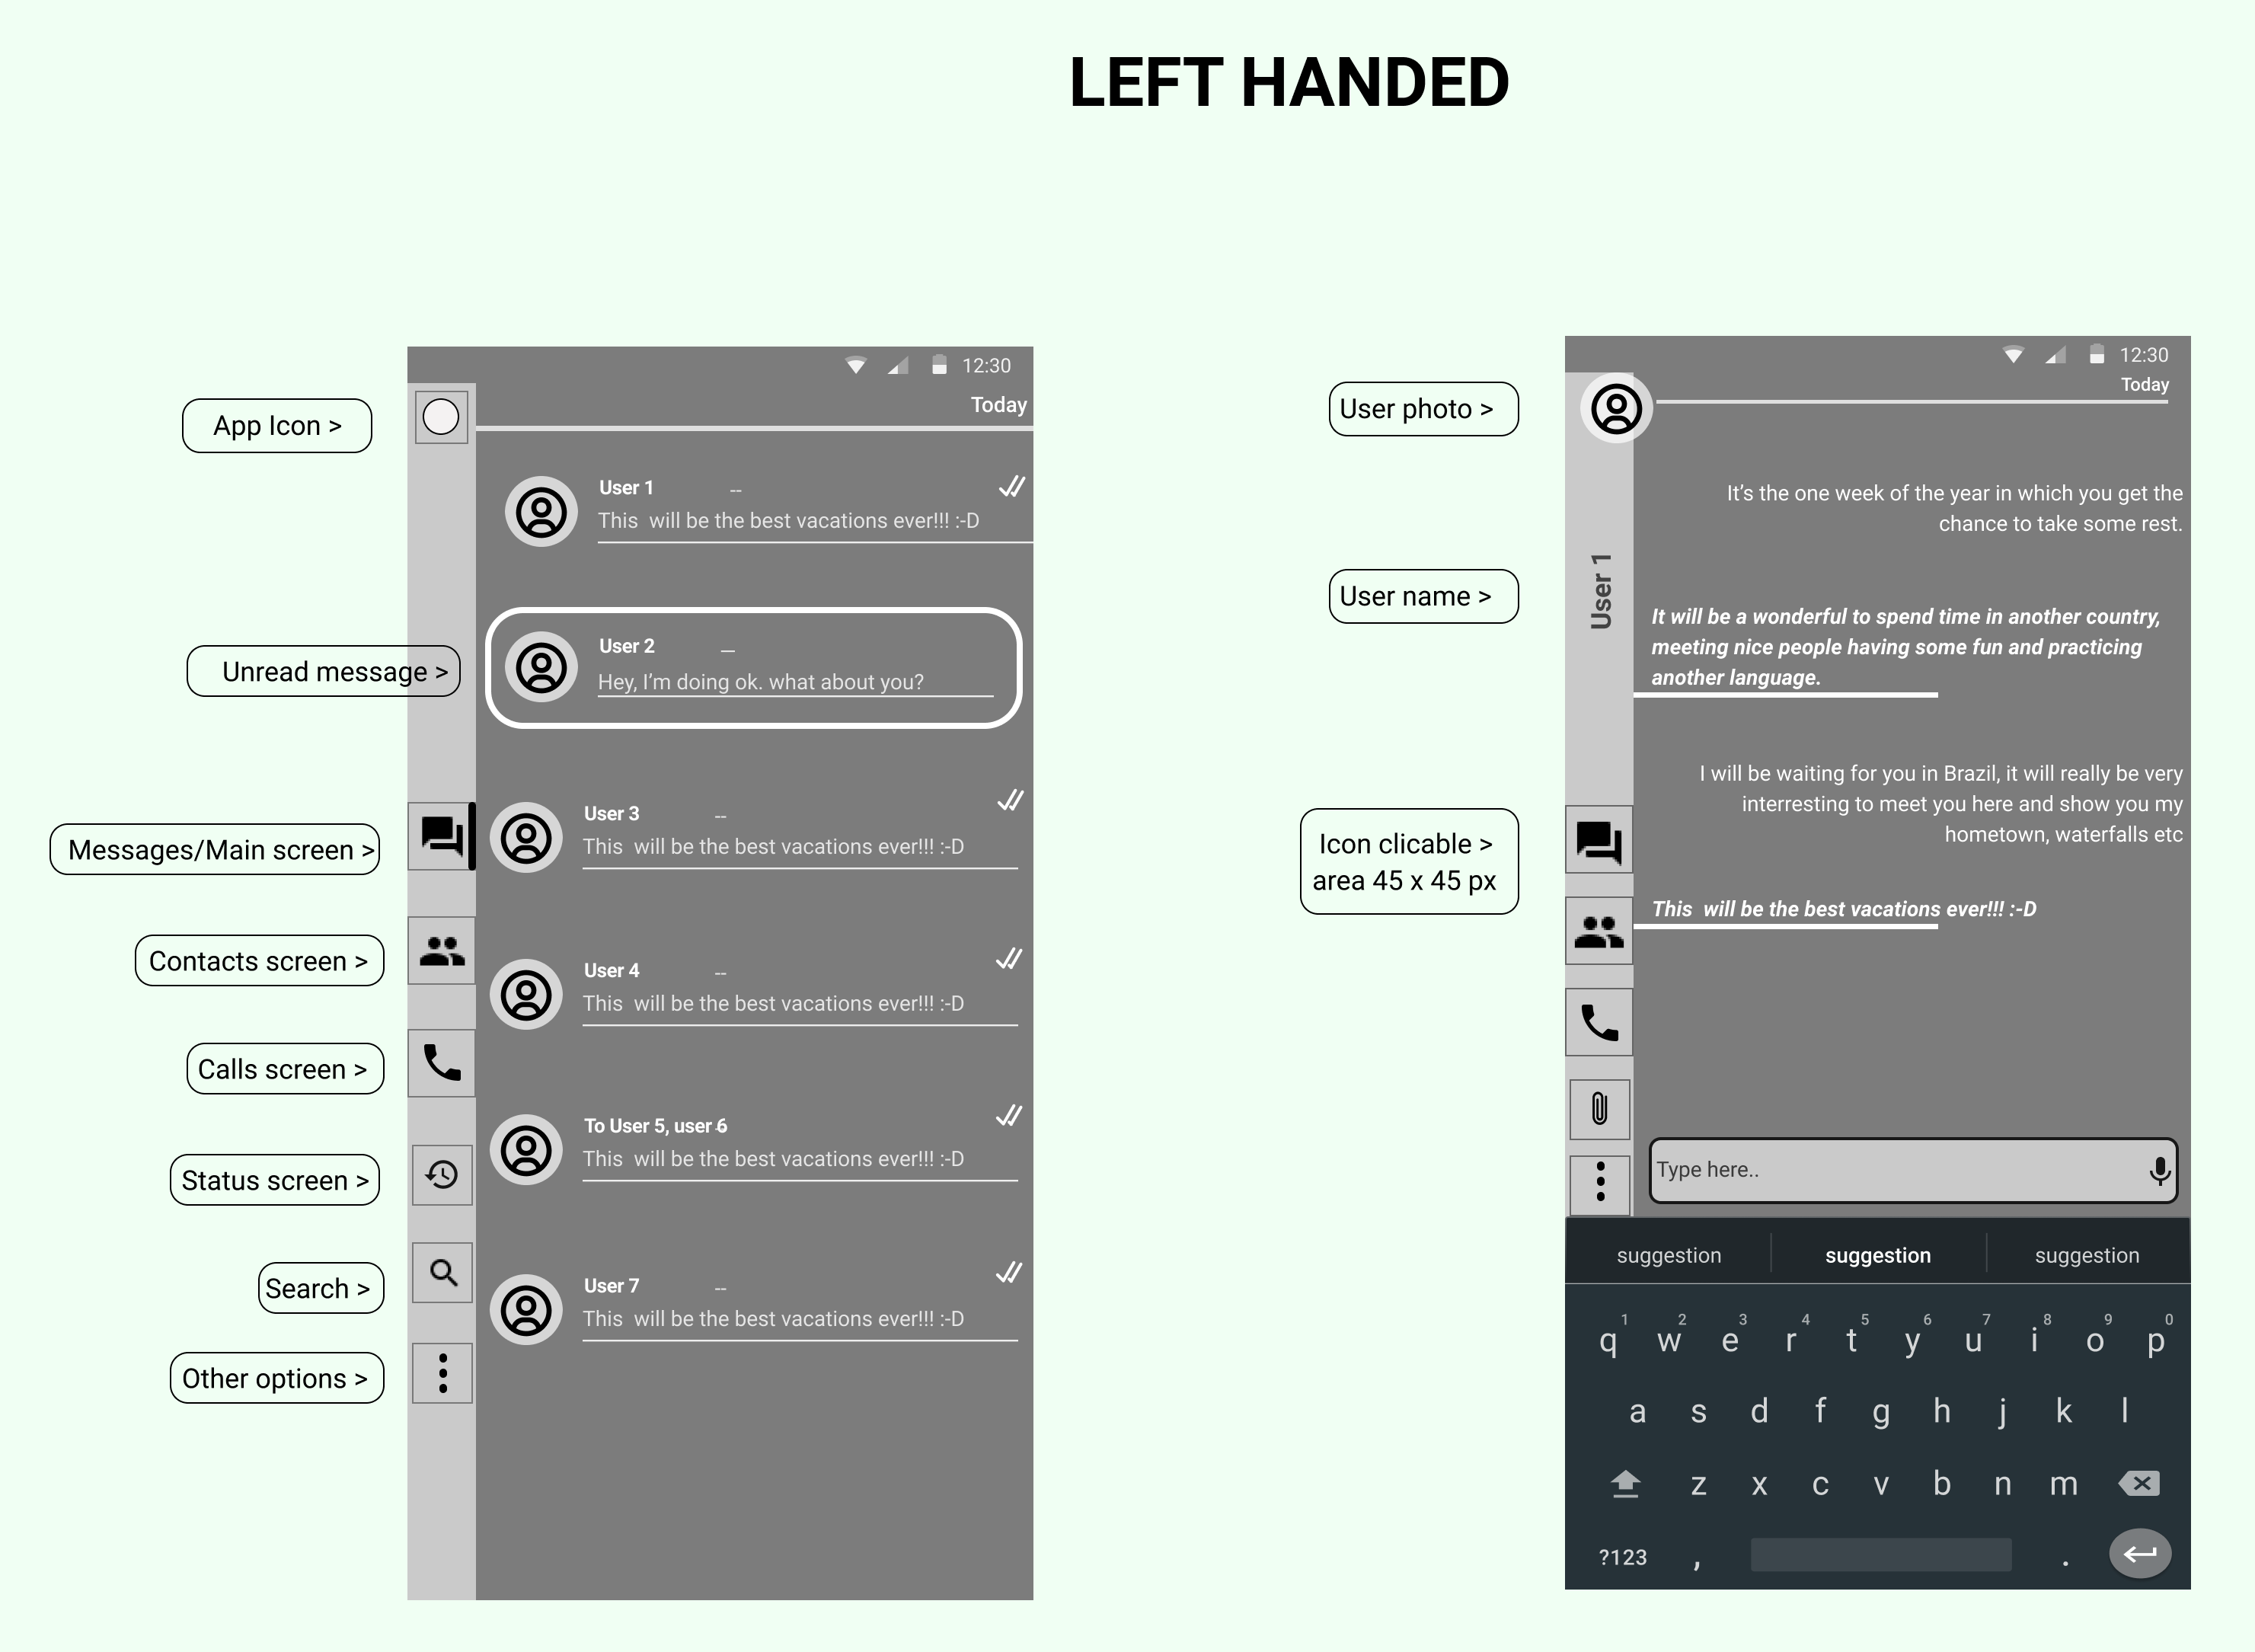 LEFT HANDED
12:30
Today
App Icon >
User 1 --
This  will be the best vacations ever!!! :-D
Unread message >
User 2 —
Hey, I’m doing ok. what about you?
Messages/Main screen >
User 3 --
This  will be the best vacations ever!!! :-D
Contacts screen >
User 4 --
This  will be the best vacations ever!!! :-D
Calls screen >
To User 5, user 6
This  will be the best vacations ever!!! :-D
Status screen >
Search >
User 7 --
This  will be the best vacations ever!!! :-D
Other options >
12:30
Today
User photo >
It’s the one week of the year in which you get the
chance to take some rest.
User name >
User 1
It will be a wonderful to spend time in another country,
meeting nice people having some fun and practicing
another language.
I will be waiting for you in Brazil, it will really be very
interresting to meet you here and show you my
hometown, waterfalls etc
Icon clicable >
area 45 x 45 px
This  will be the best vacations ever!!! :-D
Type here..
suggestion suggestion suggestion
1 2 3 4 5 6 7 8 9 0
q w e r t y u i o p
a s d f g h j k l
z x c v b n m
?123 , .